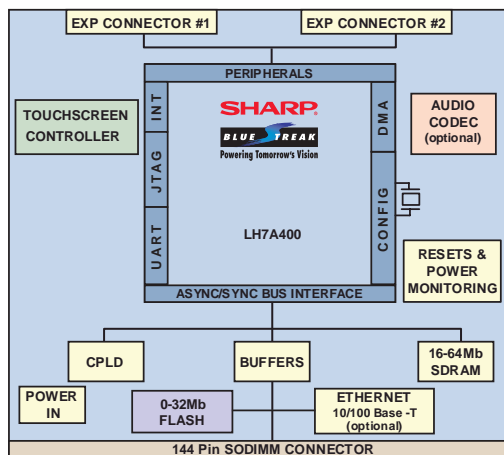 EXP CONNECTOR #1
EXP CONNECTOR #2
PERIPHERALS
TOUCHSCREEN
CONTROLLER
INT
JTAG
UART
SHARP®
BLUE STREAK
Powering Tomorrow's Vision
LH7A400
DMA
CONFIG
AUDIO
CODEC
(optional)
RESETS &
POWER
MONITORING
ASYNC/SYNC BUS INTERFACE
CPLD
BUFFERS
16-64Mb
SDRAM
POWER
IN
0-32Mb
FLASH
ETHERNET
10/100 Base -T
(optional)
144 Pin SODIMM CONNECTOR